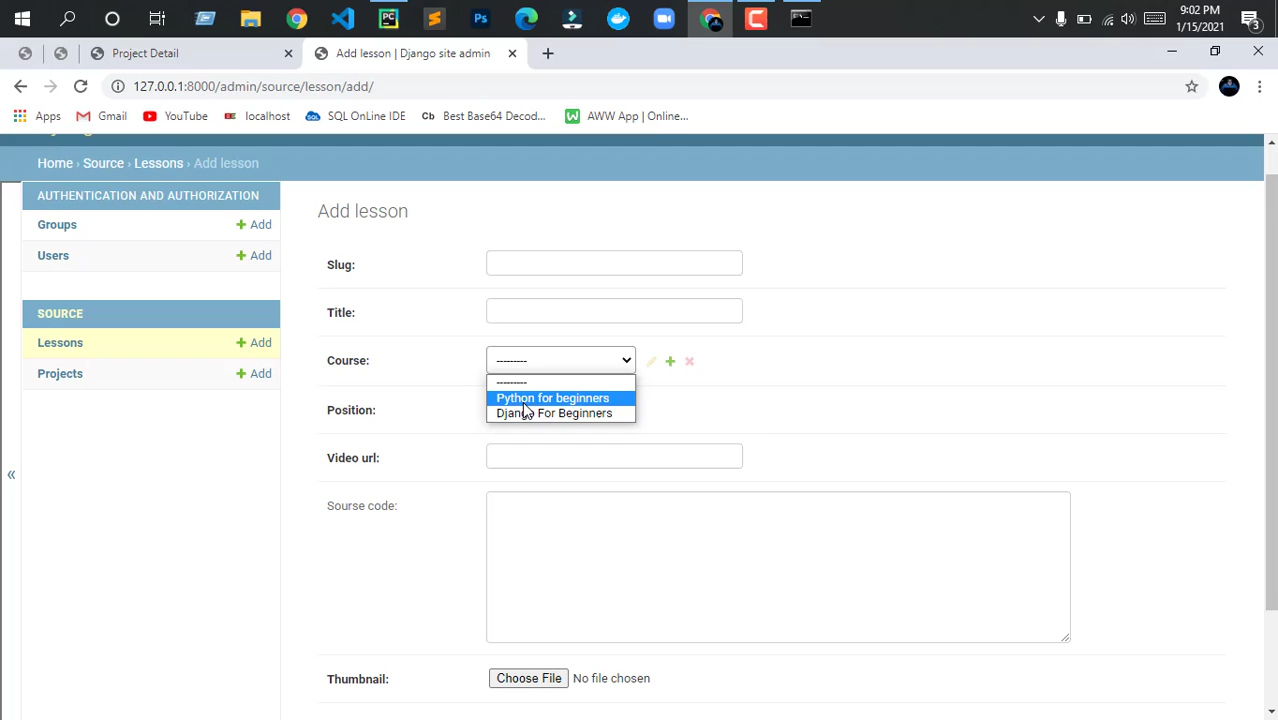 9:02 PM
1/15/2021
3
Project Detail
Add lesson | Django site admin
127.0.0.1:8000/admin/source/lesson/add/
Apps
Gmail
YouTube
localhost
SQL OnLine IDE
Cb Best Base64 Decod...
AWW App | Online...
Home › Source › Lessons › Add lesson
AUTHENTICATION AND AUTHORIZATION
Groups
Add
Users
Add
SOURCE
Lessons
Add
Projects
Add
«
Add lesson
Slug:
Title:
Course:
---------
---------
Python for beginners
Django For Beginners
Position:
Video url:
Sourse code:
Thumbnail:
Choose File No file chosen